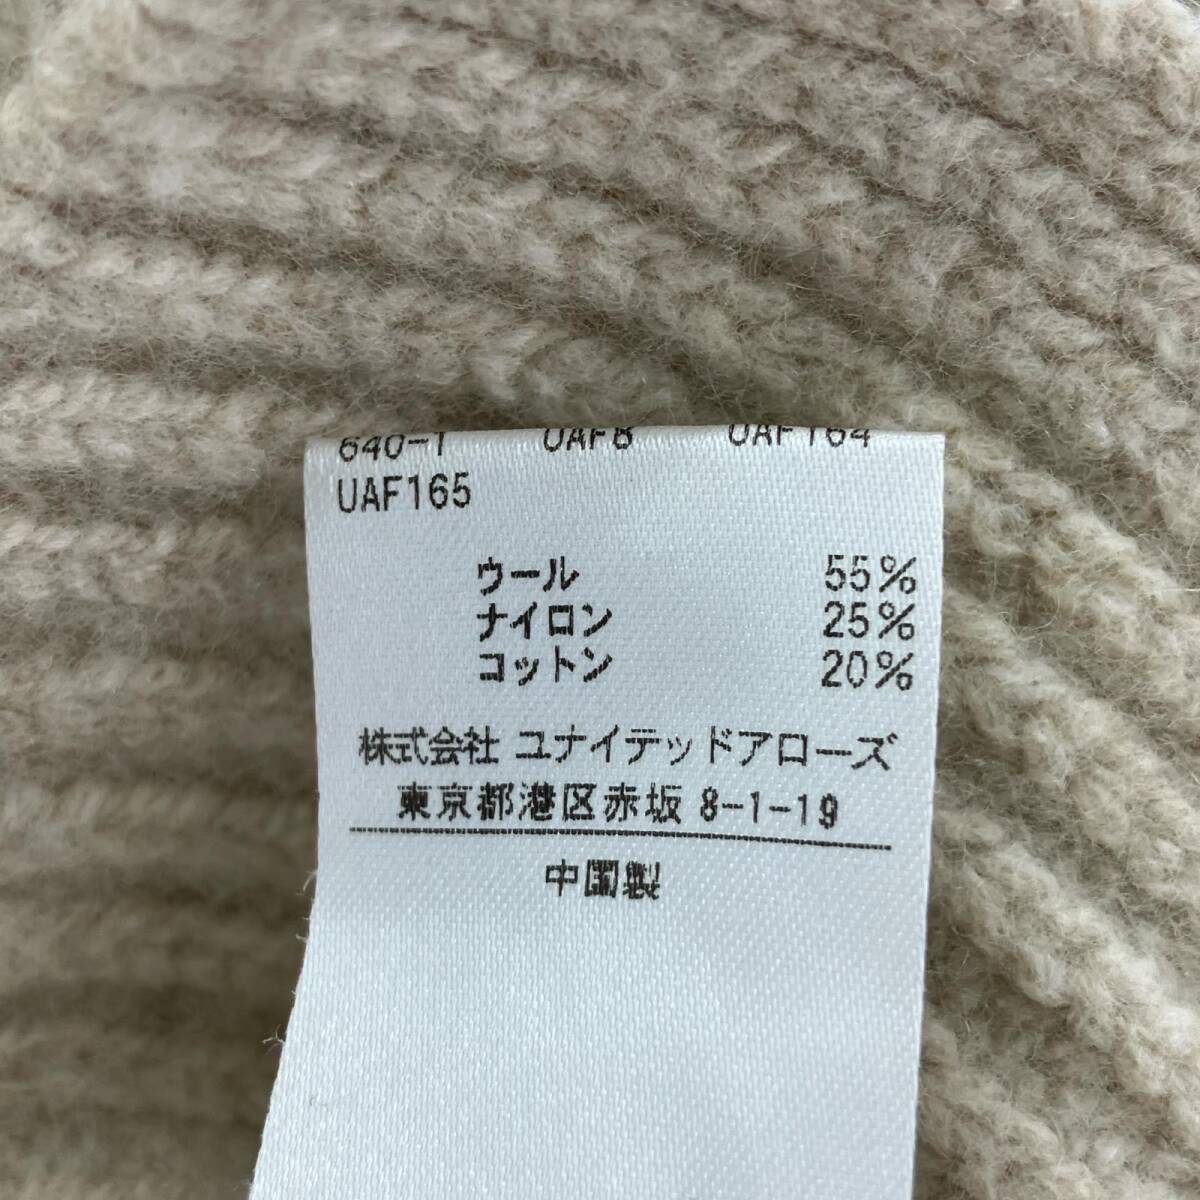 640-1 UAFB UAF164
UAF165
ウール 55%
ナイロン 25%
コットン 20%
株式会社 ユナイテッドアローズ
東京都港区赤坂 8-1-19
中国製